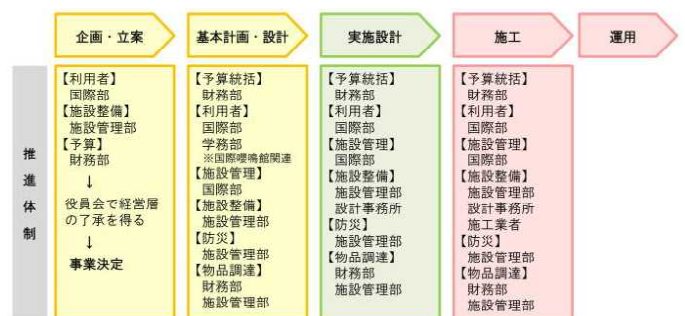 企画・立案
基本計画・設計
実施設計
施工
運用
推進体制
【利用者】
国際部
【施設整備】
施設管理部
【予算】
財務部
↓
役員会で経営層
の了承を得る
↓
事業決定
【予算統括】
財務部
【利用者】
国際部
学務部
※国際嚶鳴館関連
【施設管理】
国際部
【施設整備】
施設管理部
【防災】
施設管理部
【物品調達】
財務部
施設管理部
【予算統括】
財務部
【利用者】
国際部
【施設管理】
国際部
【施設整備】
施設管理部
設計事務所
【防災】
施設管理部
【物品調達】
財務部
施設管理部
【予算統括】
財務部
【利用者】
国際部
【施設管理】
国際部
【施設整備】
施設管理部
設計事務所
施工業者
【防災】
施設管理部
【物品調達】
財務部
施設管理部